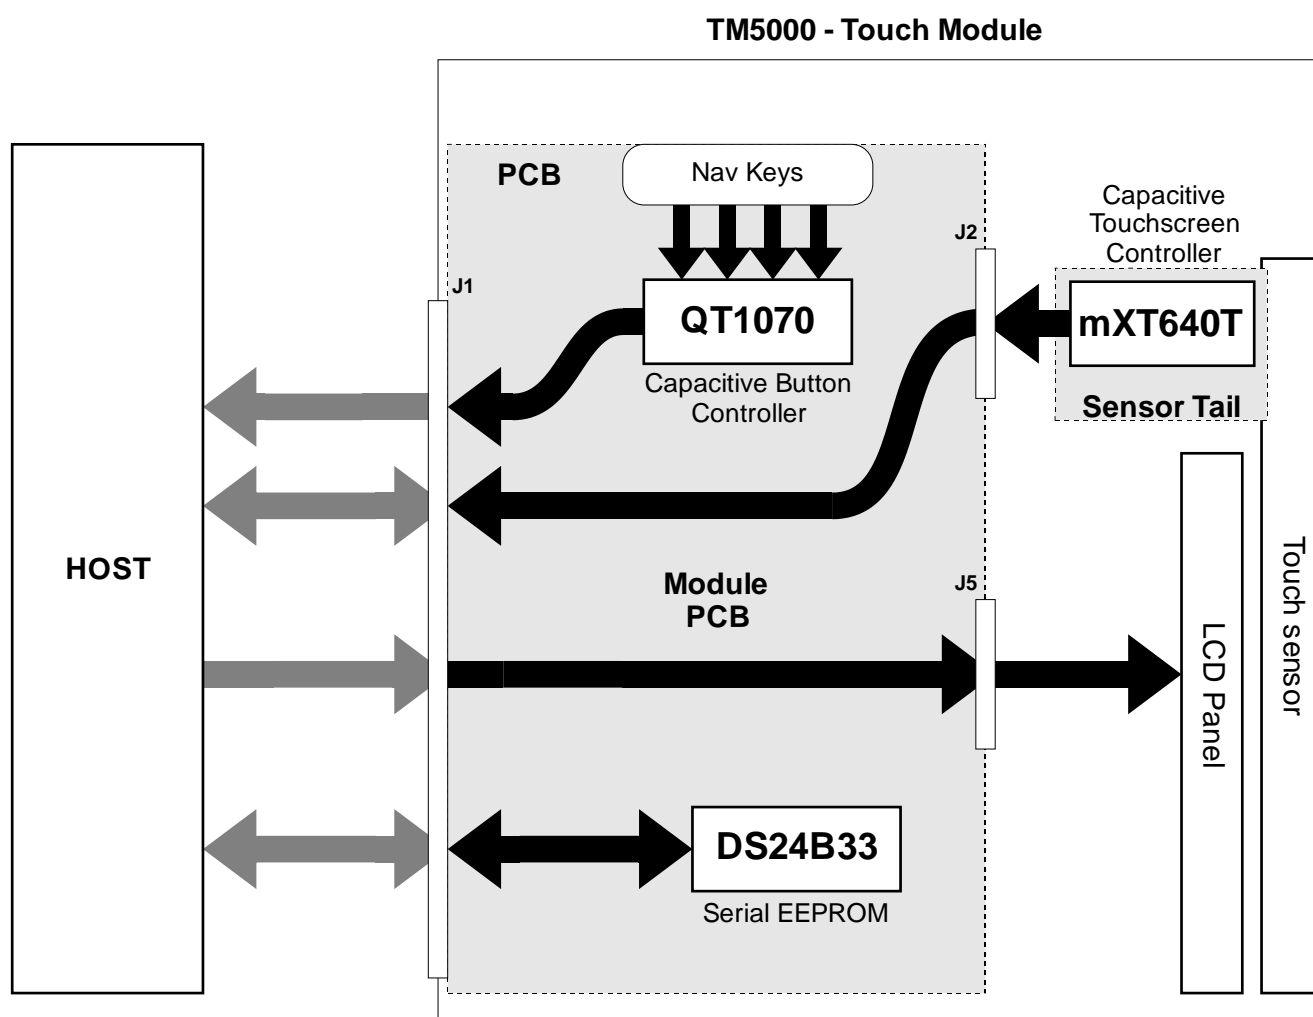 TM5000 - Touch Module
PCB
Nav Keys
J1
QT1070
Capacitive Button
Controller
J2
Capacitive
Touchscreen
Controller
mXT640T
Sensor Tail
HOST
Module
PCB
J5
LCD Panel
Touch sensor
DS24B33
Serial EEPROM